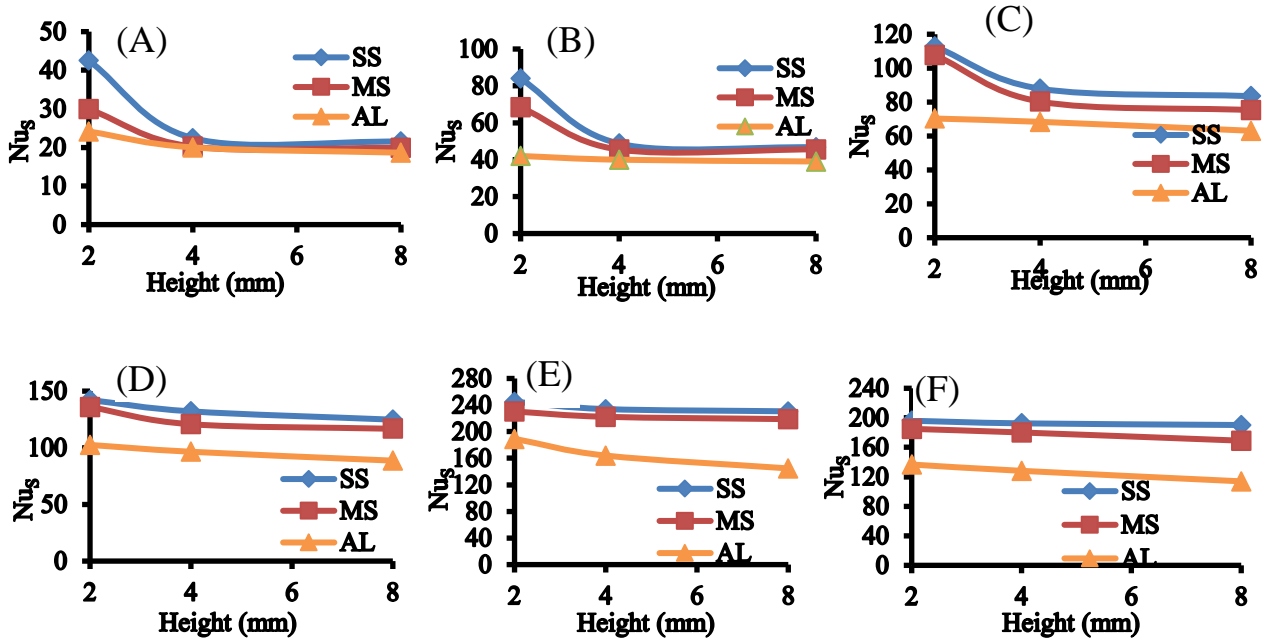 (A)
50
40
30
20
10
0
Nus
SS
MS
AL
2 4 6 8
Height (mm)
(B)
100
80
60
40
20
0
Nus
SS
MS
AL
2 4 6 8
Height (mm)
(C)
120
100
80
60
40
20
0
Nus
SS
MS
AL
2 4 6 8
Height (mm)
(D)
150
100
50
0
Nus
SS
MS
AL
2 4 6 8
Height (mm)
(E)
280
240
200
160
120
80
40
0
Nus
SS
MS
AL
2 4 6 8
Height (mm)
(F)
240
200
160
120
80
40
0
Nus
SS
MS
AL
2 4 6 8
Height (mm)